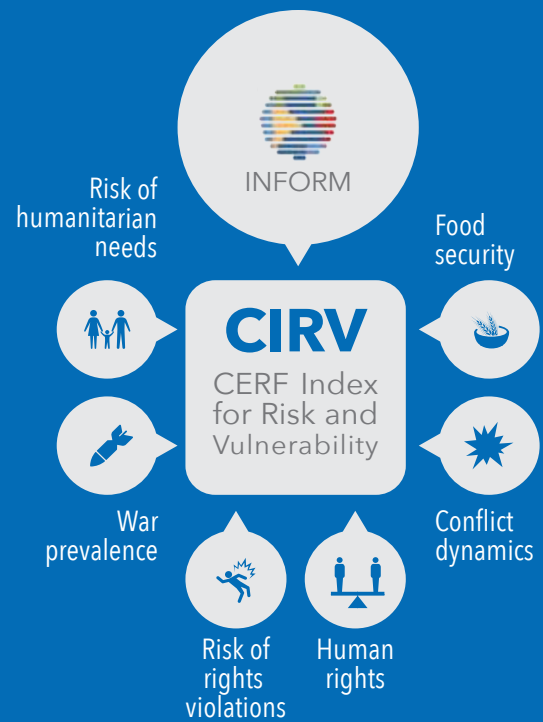 INFORM
Risk of
humanitarian
needs
Food
security
CIRV
CERF Index
for Risk and
Vulnerability
War
prevalence
Conflict
dynamics
Risk of
rights
violations
Human
rights